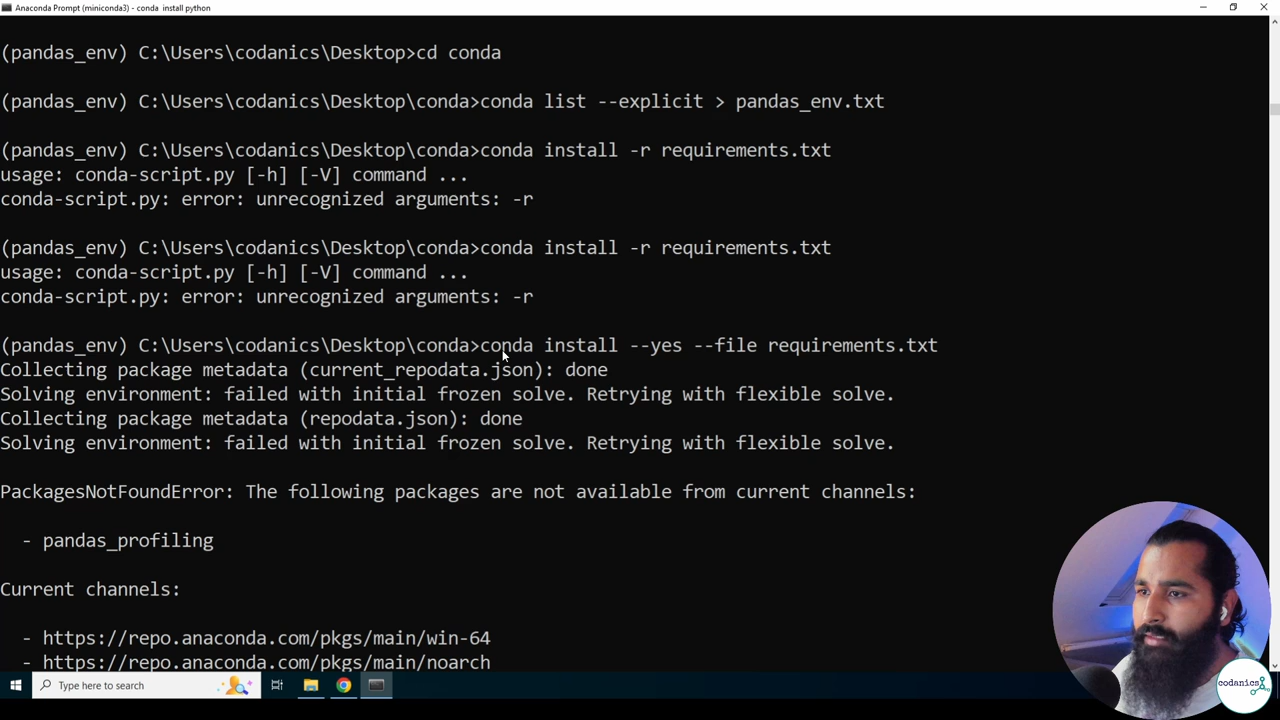 Anaconda Prompt (miniconda3) - conda install python
(pandas_env) C:\Users\codanics\Desktop>cd conda
(pandas_env) C:\Users\codanics\Desktop\conda>conda list --explicit > pandas_env.txt
(pandas_env) C:\Users\codanics\Desktop\conda>conda install -r requirements.txt
usage: conda-script.py [-h] [-V] command ...
conda-script.py: error: unrecognized arguments: -r
(pandas_env) C:\Users\codanics\Desktop\conda>conda install -r requirements.txt
usage: conda-script.py [-h] [-V] command ...
conda-script.py: error: unrecognized arguments: -r
(pandas_env) C:\Users\codanics\Desktop\conda>conda install --yes --file requirements.txt
Collecting package metadata (current_repodata.json): done
Solving environment: failed with initial frozen solve. Retrying with flexible solve.
Collecting package metadata (repodata.json): done
Solving environment: failed with initial frozen solve. Retrying with flexible solve.
PackagesNotFoundError: The following packages are not available from current channels:
- pandas_profiling
Current channels:
- https://repo.anaconda.com/pkgs/main/win-64
- https://repo.anaconda.com/pkgs/main/noarch
Type here to search
codanics